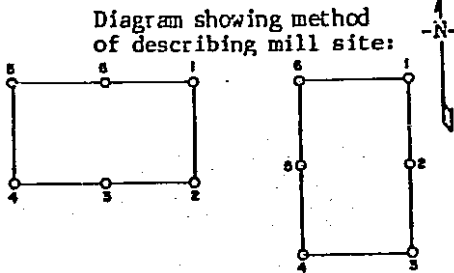 Diagram showing method
of describing mill site:
-N-
5 6 1
4 3 2
6 1
5 2
4 3